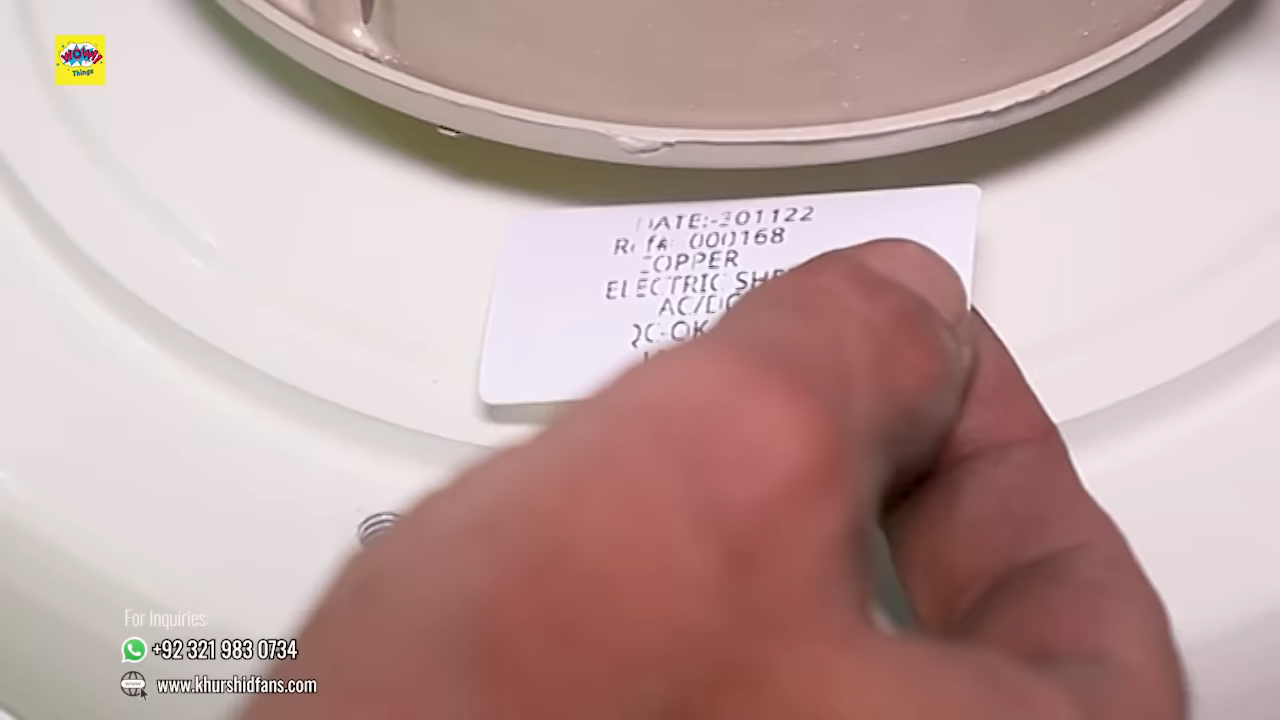 WOW!
Things
DATE:-301122
Ref#: 000168
COPPER
ELECTRIC
AC/DC
QC-OK
For Inquiries:
+92 321 983 0734
www.khurshidfans.com